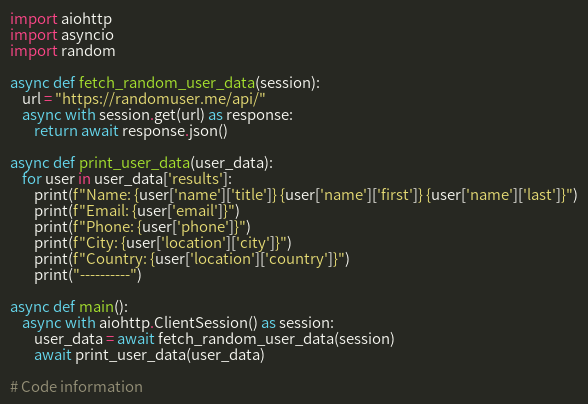 import aiohttp
import asyncio
import random

async def fetch_random_user_data(session):
    url = "https://randomuser.me/api/"
    async with session.get(url) as response:
        return await response.json()

async def print_user_data(user_data):
    for user in user_data['results']:
        print(f"Name: {user['name']['title']} {user['name']['first']} {user['name']['last']}")
        print(f"Email: {user['email']}")
        print(f"Phone: {user['phone']}")
        print(f"City: {user['location']['city']}")
        print(f"Country: {user['location']['country']}")
        print("----------")

async def main():
    async with aiohttp.ClientSession() as session:
        user_data = await fetch_random_user_data(session)
        await print_user_data(user_data)

# Code information